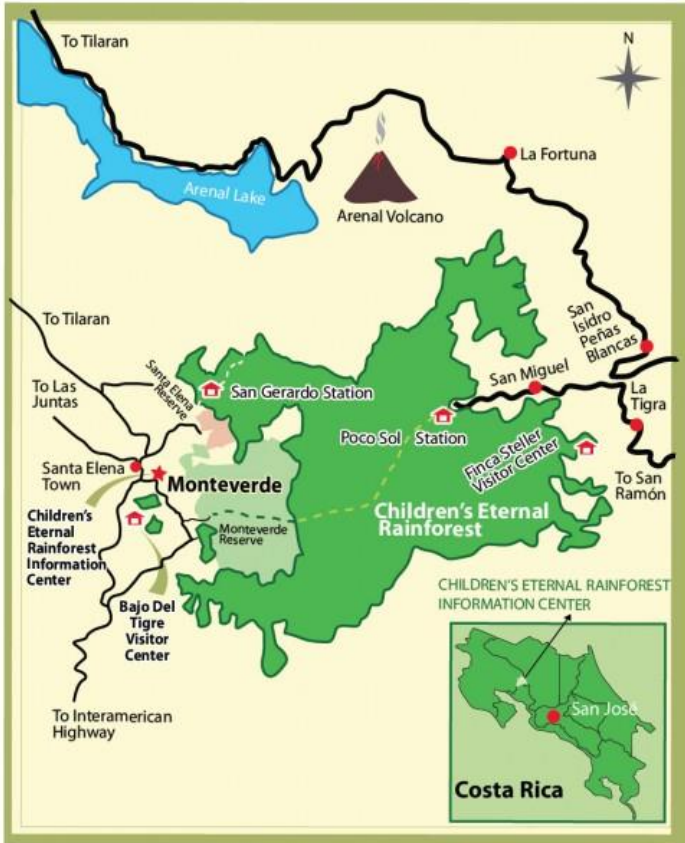 To Tilaran
N
La Fortuna
Arenal Lake
Arenal Volcano
San
Isidro
Peñas
Blancas
To Tilaran
Santa Elena
Reserve
To Las
Juntas
San Gerardo Station
San Miguel
La
Tigra
Poco Sol Station
Finca Steller
Visitor Center
Santa Elena
Town
Monteverde
To San
Ramón
Children's
Eternal
Rainforest
Information
Center
Monteverde
Reserve
Children's Eternal
Rainforest
Bajo Del
Tigre
Visitor
Center
CHILDREN'S ETERNAL RAINFOREST
INFORMATION CENTER
San José
To Interamerican
Highway
Costa Rica